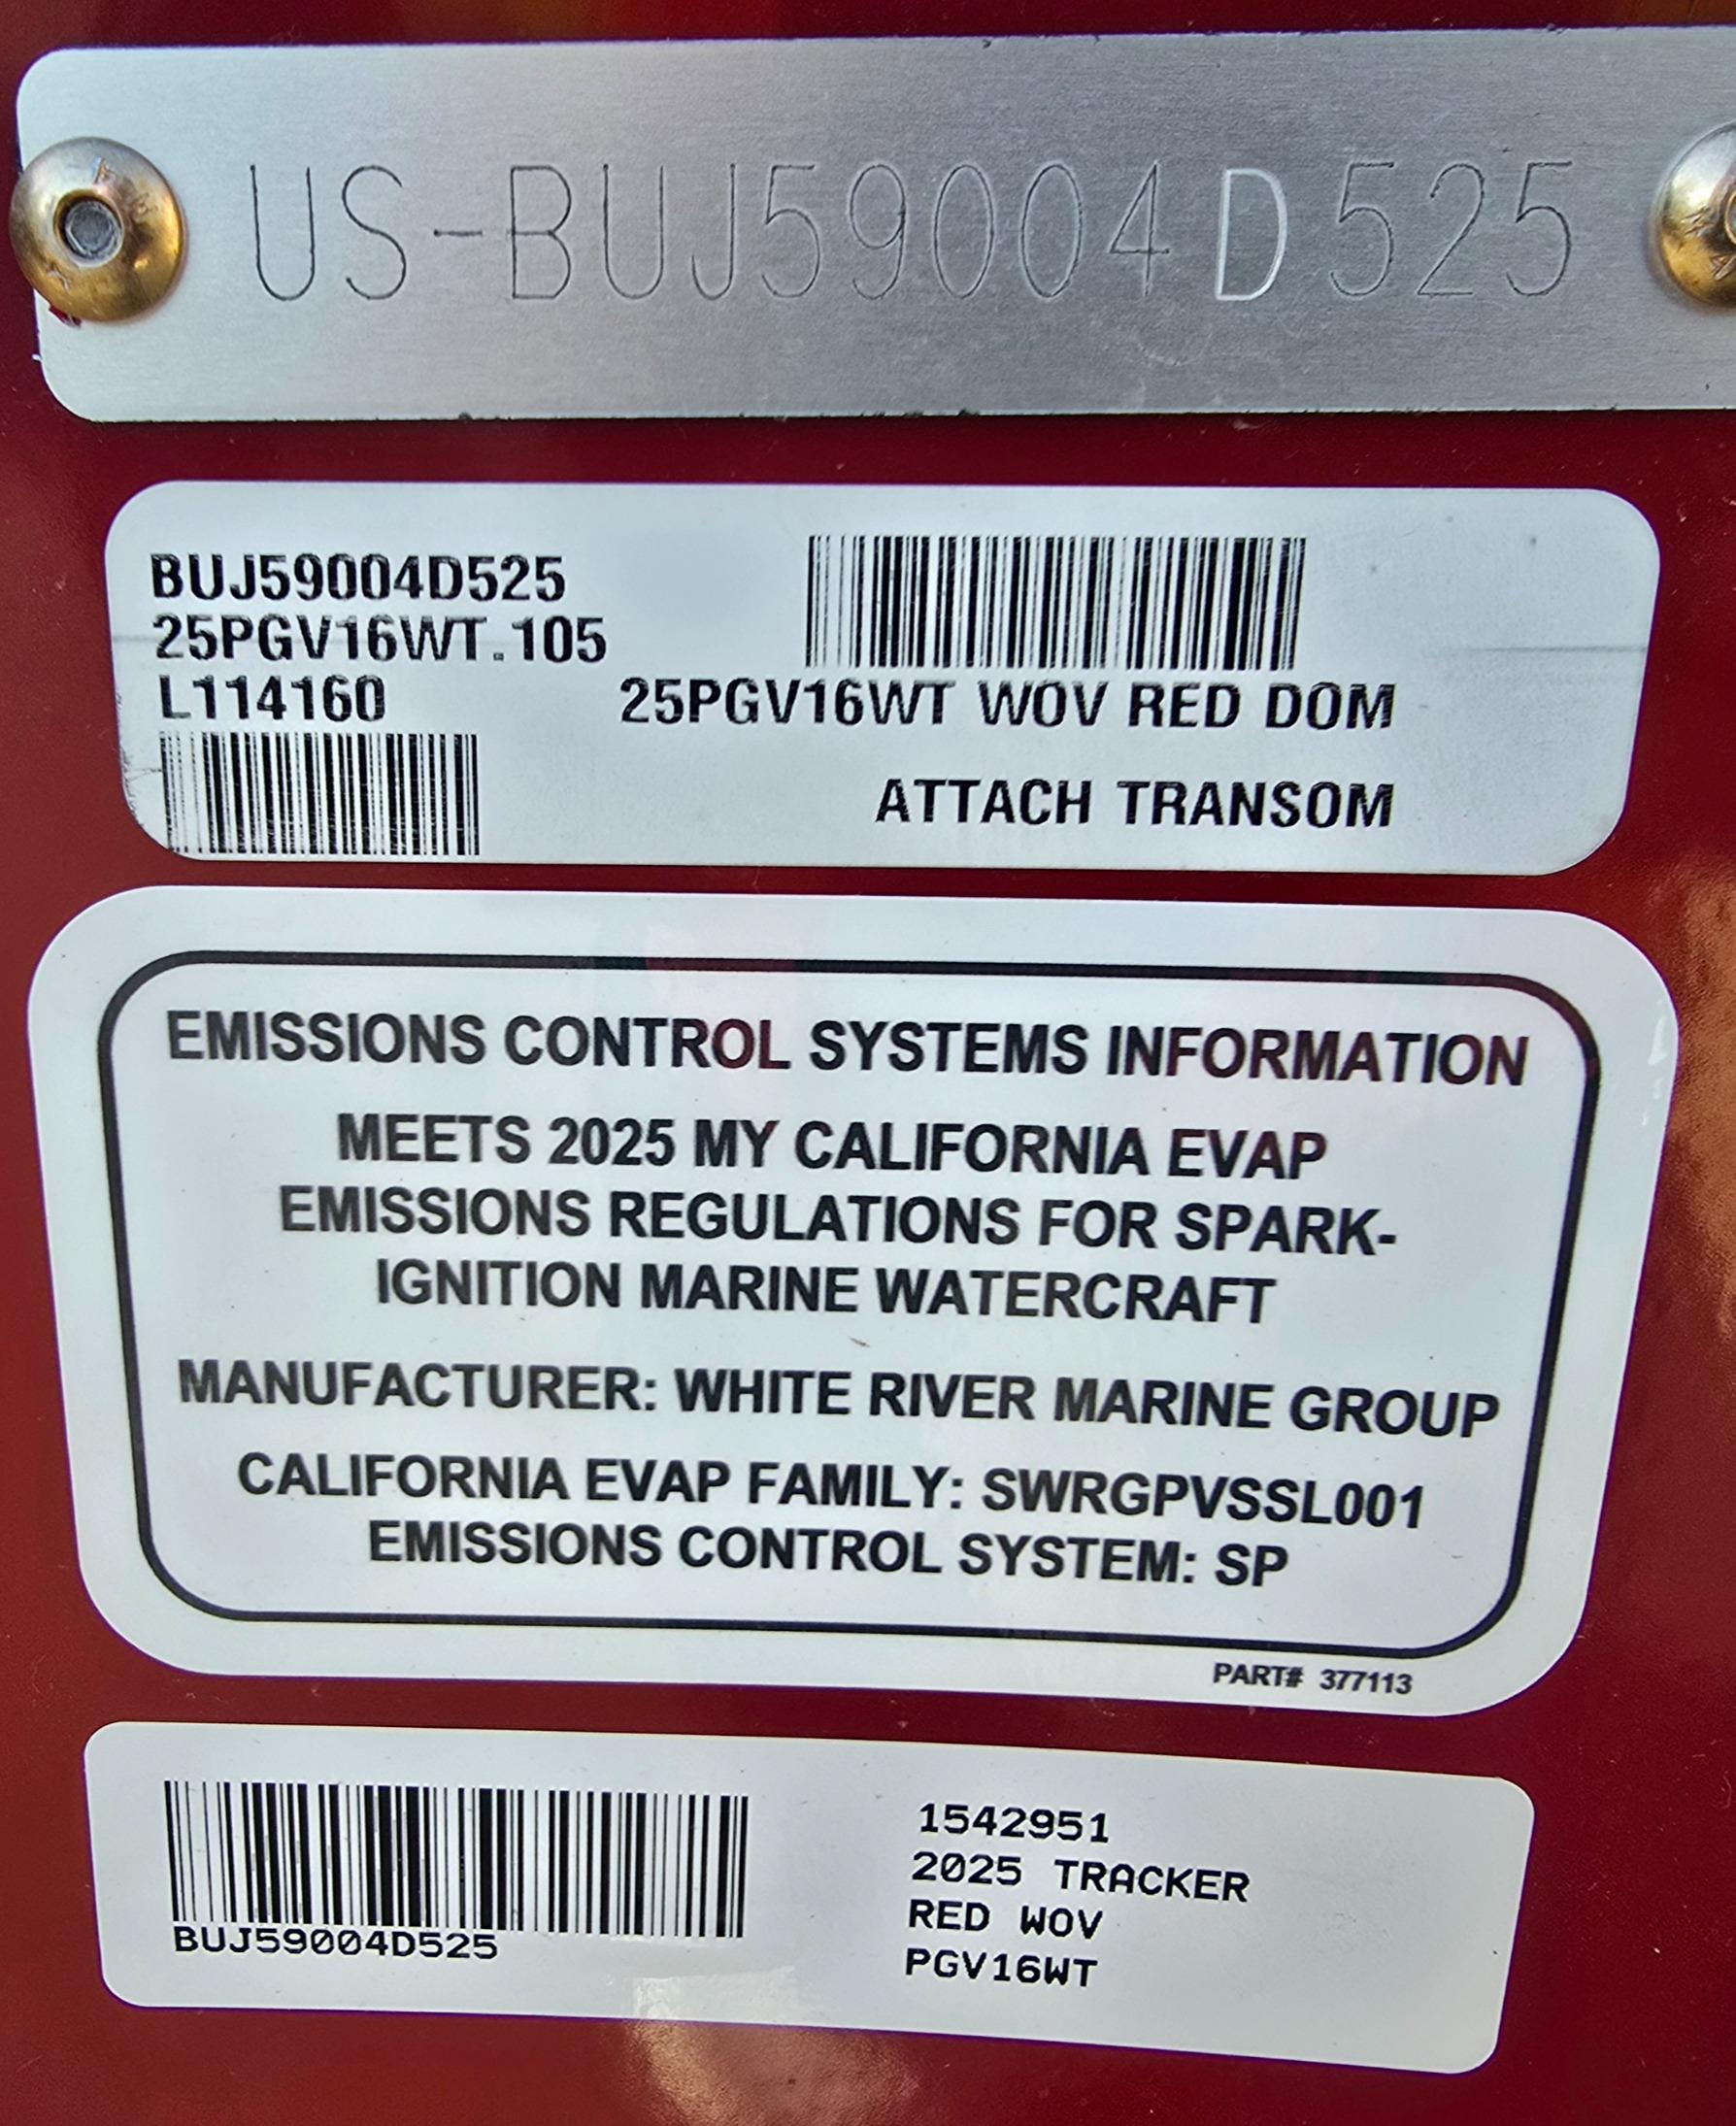 US-BUJ59004D525
BUJ59004D525
25PGV16WT.105
L114160
25PGV16WT WOV RED DOM
ATTACH TRANSOM
EMISSIONS CONTROL SYSTEMS INFORMATION
MEETS 2025 MY CALIFORNIA EVAP
EMISSIONS REGULATIONS FOR SPARK-
IGNITION MARINE WATERCRAFT
MANUFACTURER: WHITE RIVER MARINE GROUP
CALIFORNIA EVAP FAMILY: SWRGPVSSL001
EMISSIONS CONTROL SYSTEM: SP
PART# 377113
BUJ59004D525
1542951
2025 TRACKER
RED WOV
PGV16WT